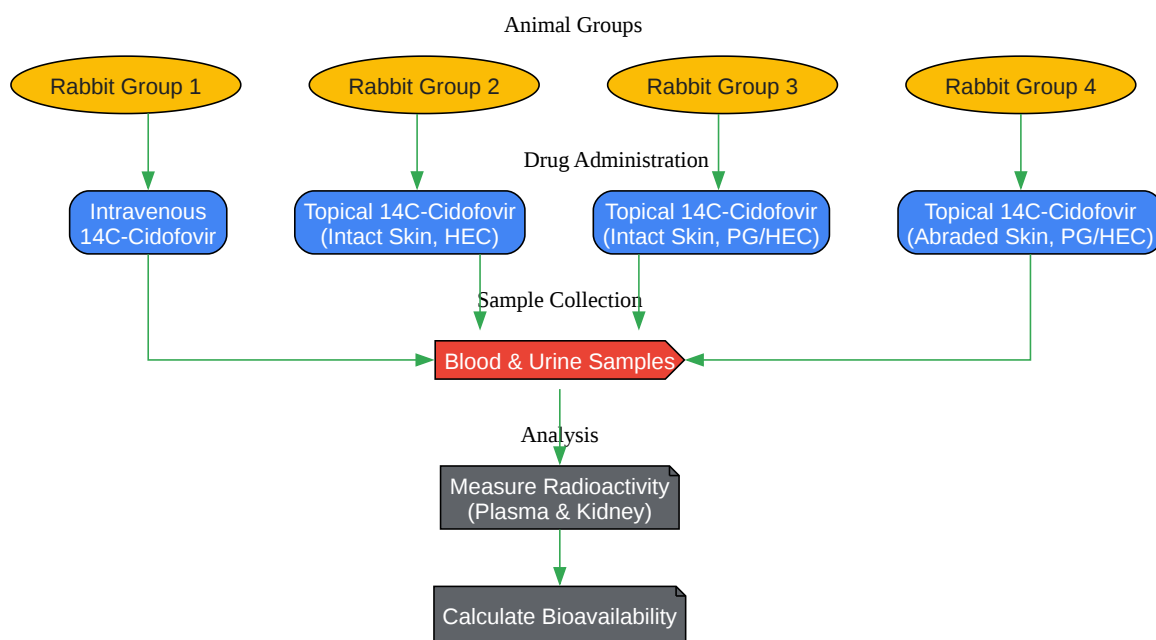 Animal Groups
Rabbit Group 1
Rabbit Group 2
Rabbit Group 3
Rabbit Group 4
Drug Administration
Intravenous
14C-Cidofovir
Topical 14C-Cidofovir
(Intact Skin, HEC)
Topical 14C-Cidofovir
(Intact Skin, PG/HEC)
Topical 14C-Cidofovir
(Abraded Skin, PG/HEC)
Sample Collection
Blood & Urine Samples
Analysis
Measure Radioactivity
(Plasma & Kidney)
Calculate Bioavailability